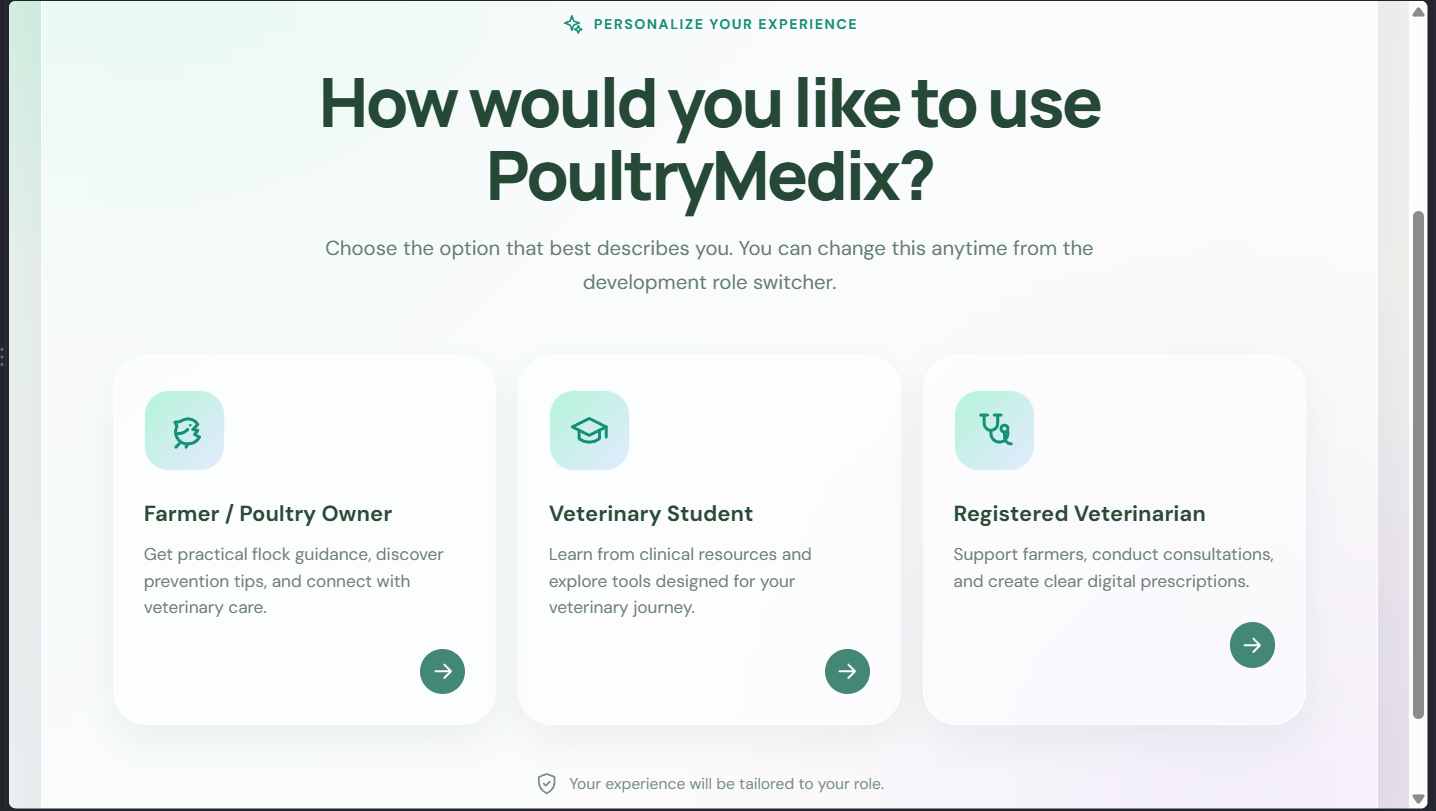 PERSONALIZE YOUR EXPERIENCE
How would you like to use
PoultryMedix?
Choose the option that best describes you. You can change this anytime from the
development role switcher.
Farmer / Poultry Owner
Get practical flock guidance, discover
prevention tips, and connect with
veterinary care.
Veterinary Student
Learn from clinical resources and
explore tools designed for your
veterinary journey.
Registered Veterinarian
Support farmers, conduct consultations,
and create clear digital prescriptions.
Your experience will be tailored to your role.